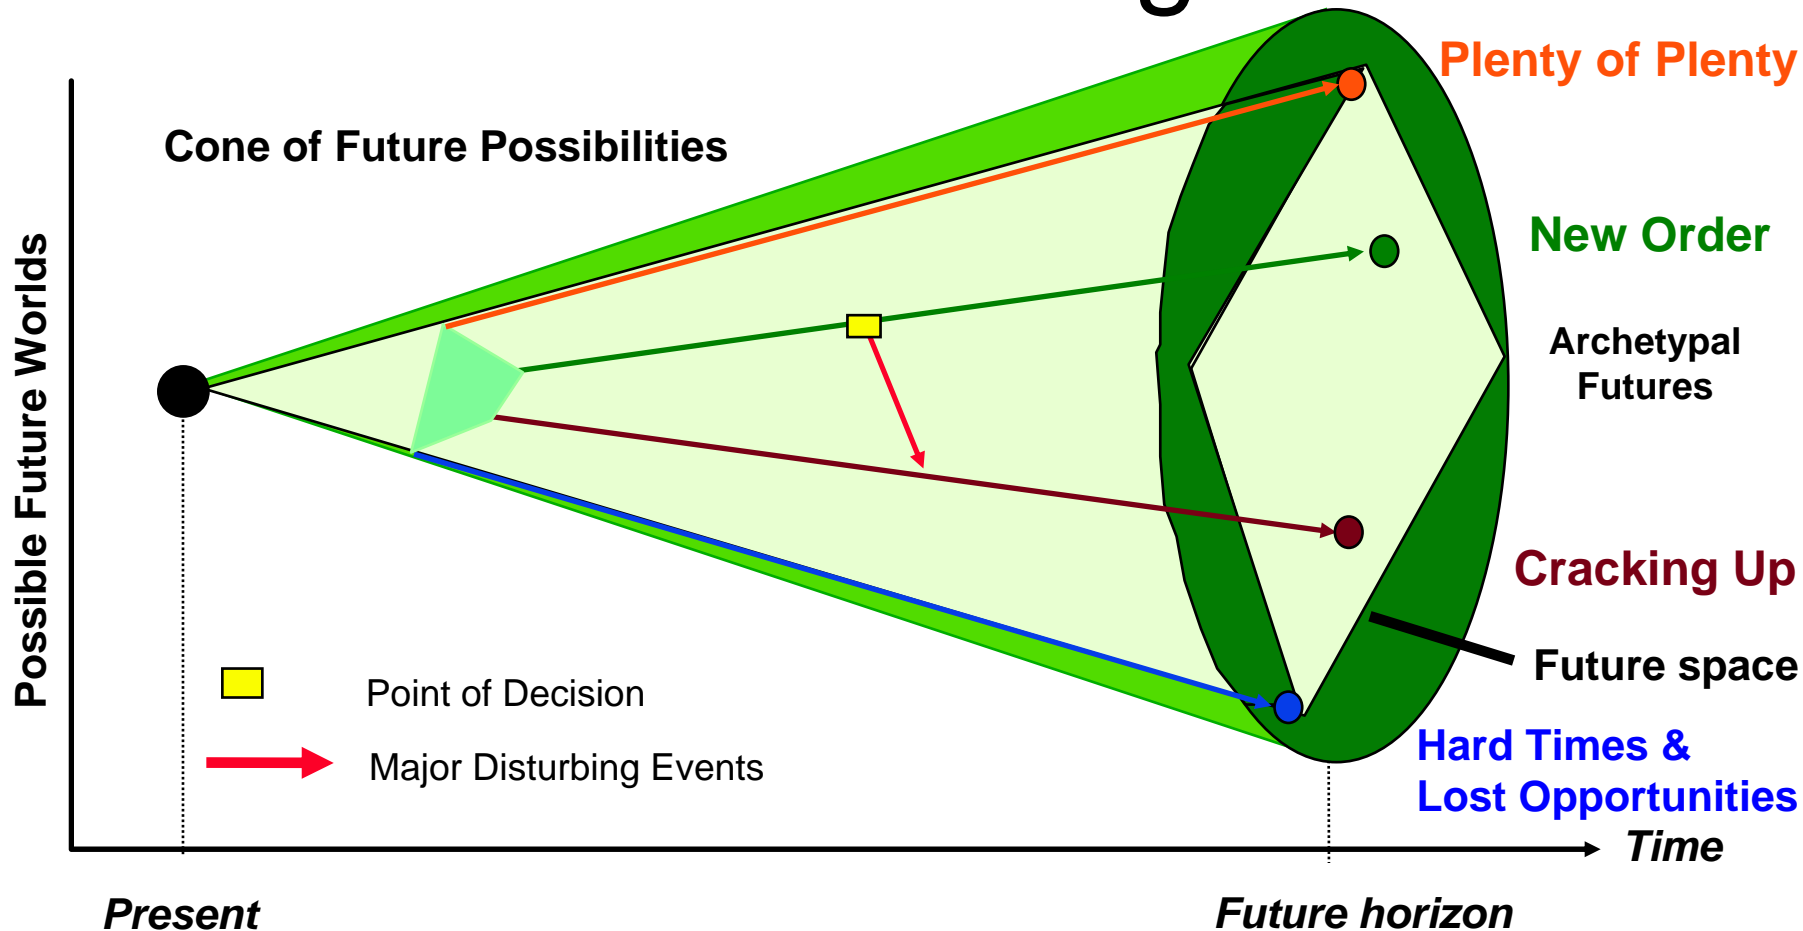 Plenty of Plenty
Cone of Future Possibilities
New Order
Possible Future Worlds
Archetypal
Futures
Cracking Up
Future space
Point of Decision
Hard Times &
Lost Opportunities
Major Disturbing Events
Time
Present
Future horizon